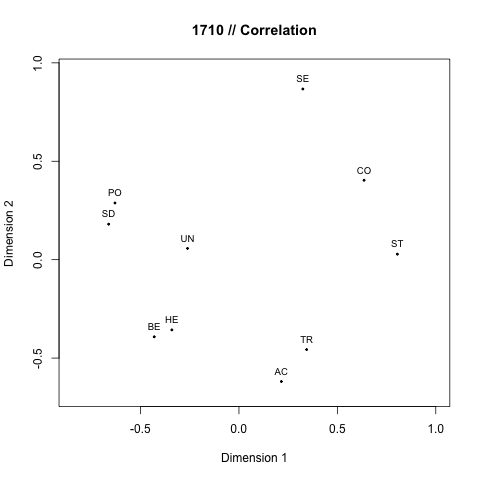 1710 // Correlation
1.0
SE
CO
0.5
PO
SD
UN
ST
0.0
Dimension 2
HE
BE
TR
-0.5
AC
-0.5 0.0 0.5 1.0
Dimension 1